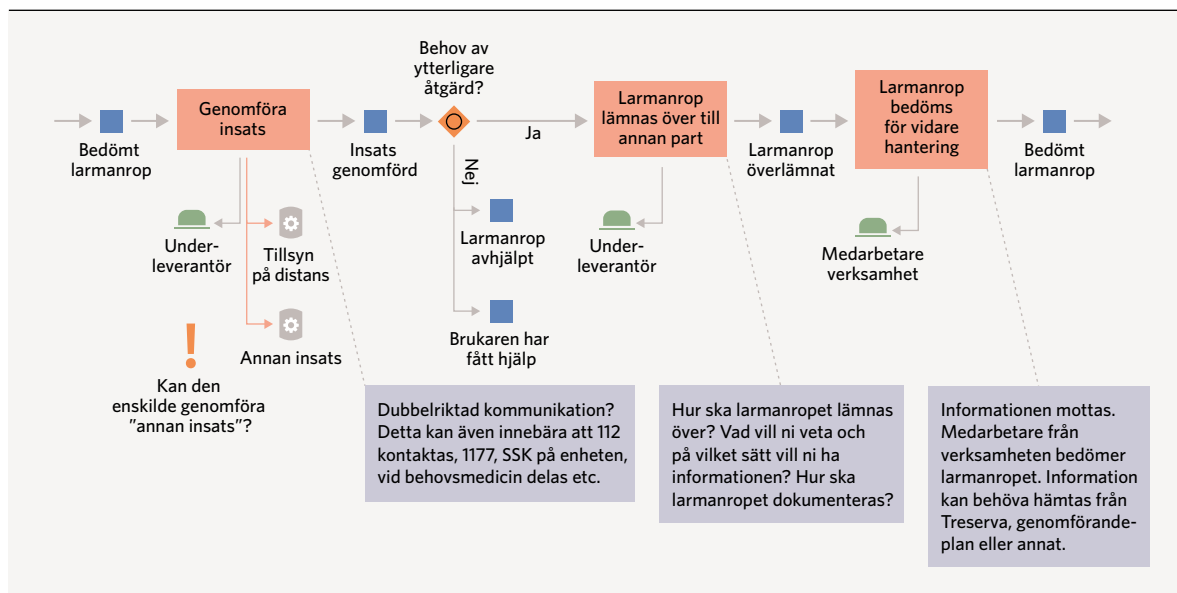 Behov av
ytterligare
åtgärd?
Bedömt
larmanrop
Genomföra
insats
Insats
genomförd
Ja
Nej
Larmanrop
lämnas över till
annan part
Larmanrop
överlämnat
Larmanrop
bedöms
för vidare
hantering
Bedömt
larmanrop
Under-
leverantör
Tillsyn
på distans
Annan insats
Larmanrop
avhjälpt
Brukaren har
fått hjälp
Under-
leverantör
Medarbetare
verksamhet
!
Kan den
enskilde genomföra
”annan insats”?
Dubbelriktad kommunikation?
Detta kan även innebära att 112
kontaktas, 1177, SSK på enheten,
vid behovsmedicin delas etc.
Hur ska larmanropet lämnas
över? Vad vill ni veta och
på vilket sätt vill ni ha
informationen? Hur ska
larmanropet dokumenteras?
Informationen mottas.
Medarbetare från
verksamheten bedömer
larmanropet. Information
kan behöva hämtas från
Treserva, genomförande-
plan eller annat.